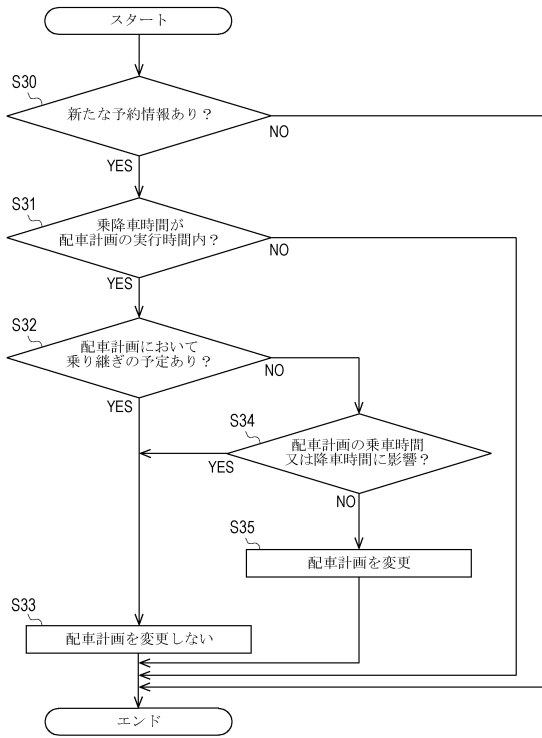 スタート
S30
新たな予約情報あり？
NO
YES
S31
乗降車時間が
配車計画の実行時間内？
NO
YES
S32
配車計画において
乗り継ぎの予定あり？
NO
YES
S34
配車計画の乗車時間
又は降車時間に影響？
YES
NO
S35
配車計画を変更
S33
配車計画を変更しない
エンド